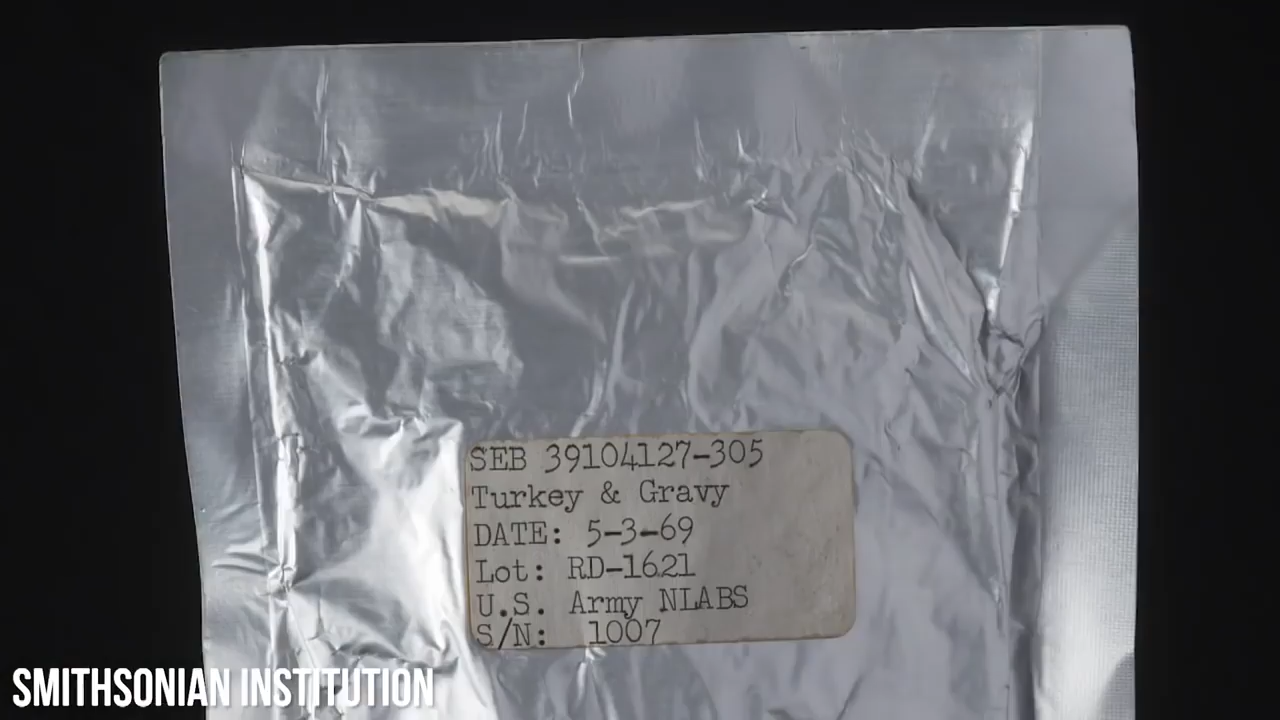 SEB 39104127-305
Turkey & Gravy
DATE: 5-3-69
Lot: RD-1621
U.S. Army NLABS
S/N: 1007
SMITHSONIAN INSTITUTION